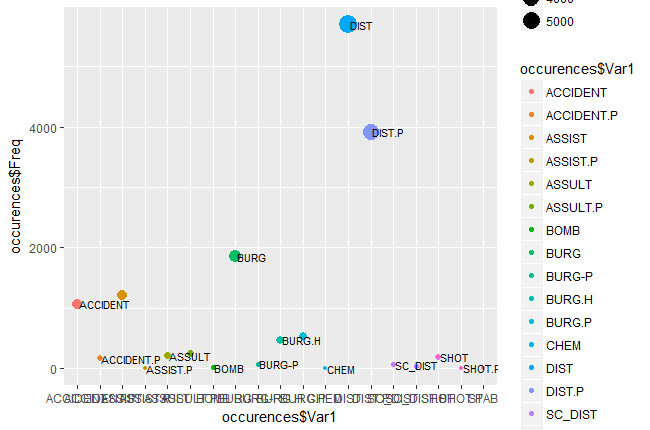 4000
5000
occurences$Var1
ACCIDENT
ACCIDENT.P
ASSIST
ASSIST.P
ASSULT
ASSULT.P
BOMB
BURG
BURG-P
BURG.H
BURG.P
CHEM
DIST
DIST.P
SC_DIST
occurences$Freq
4000
2000
0
DIST
DIST.P
BURG
ACCIDENT
BURG.H
ACCIDENT.P
ASSULT
ASSIST.P
BOMB
BURG-P
CHEM
SC_DIST
SHOT
SHOT.P
occurences$Var1